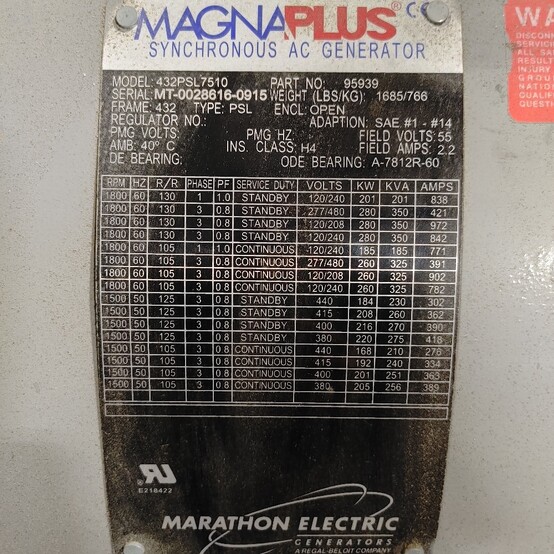 MAGNAPLUS® CE
SYNCHRONOUS AC GENERATOR
MODEL: 432PSL7510 PART NO: 95939
SERIAL: MT-0028616-0915 WEIGHT (LBS/KG): 1685/766
FRAME: 432 TYPE: PSL ENCL: OPEN
REGULATOR NO.: ADAPTION: SAE #1 - #14
PMG VOLTS: PMG HZ: FIELD VOLTS: 55
AMB: 40° C INS. CLASS: H4 FIELD AMPS: 2.2
DE BEARING: ODE BEARING: A-7812R-60
RPM HZ R/R PHASE PF SERVICE DUTY VOLTS KW KVA AMPS
1800 60 130 1 1.0 STANDBY 120/240 201 201 838
1800 60 130 3 0.8 STANDBY 277/480 280 350 421
1800 60 130 3 0.8 STANDBY 120/208 280 350 972
1800 60 130 3 0.8 STANDBY 120/240 280 350 842
1800 60 105 1 1.0 CONTINUOUS 120/240 185 185 771
1800 60 105 3 0.8 CONTINUOUS 277/480 260 325 391
1800 60 105 3 0.8 CONTINUOUS 120/208 260 325 902
1800 60 105 3 0.8 CONTINUOUS 120/240 260 325 782
1500 50 125 3 0.8 STANDBY 440 184 230 302
1500 50 125 3 0.8 STANDBY 415 208 260 362
1500 50 125 3 0.8 STANDBY 400 216 270 390
1500 50 125 3 0.8 STANDBY 380 220 275 418
1500 50 105 3 0.8 CONTINUOUS 440 168 210 276
1500 50 105 3 0.8 CONTINUOUS 415 192 240 334
1500 50 105 3 0.8 CONTINUOUS 400 201 251 363
1500 50 105 3 0.8 CONTINUOUS 380 205 256 389
E218422
MARATHON ELECTRIC
GENERATORS
A REGAL-BELOIT COMPANY
WA
DISCONN
SERVICI
ALL SA
RESULT
INJURY
GROU
NATION
LOCAL
QUALIF
QUEST